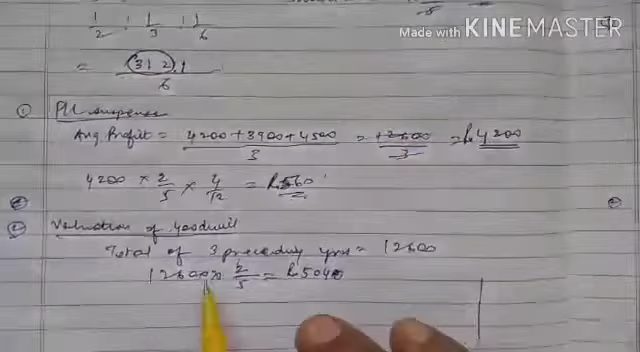 Made with KINEMASTER
1/2 : 1/3 : 1/6
= 3 : 2 : 1 / 6
① P/L suspense
Avg Profit = 4200+3900+4500 / 3 = 12600 / 3 = Rs 4200
4200 × 2/5 × 4/12 = Rs 560
② Valuation of goodwill
Total of 3 preceding yrs = 12600
12600 × 2/5 = Rs 5040